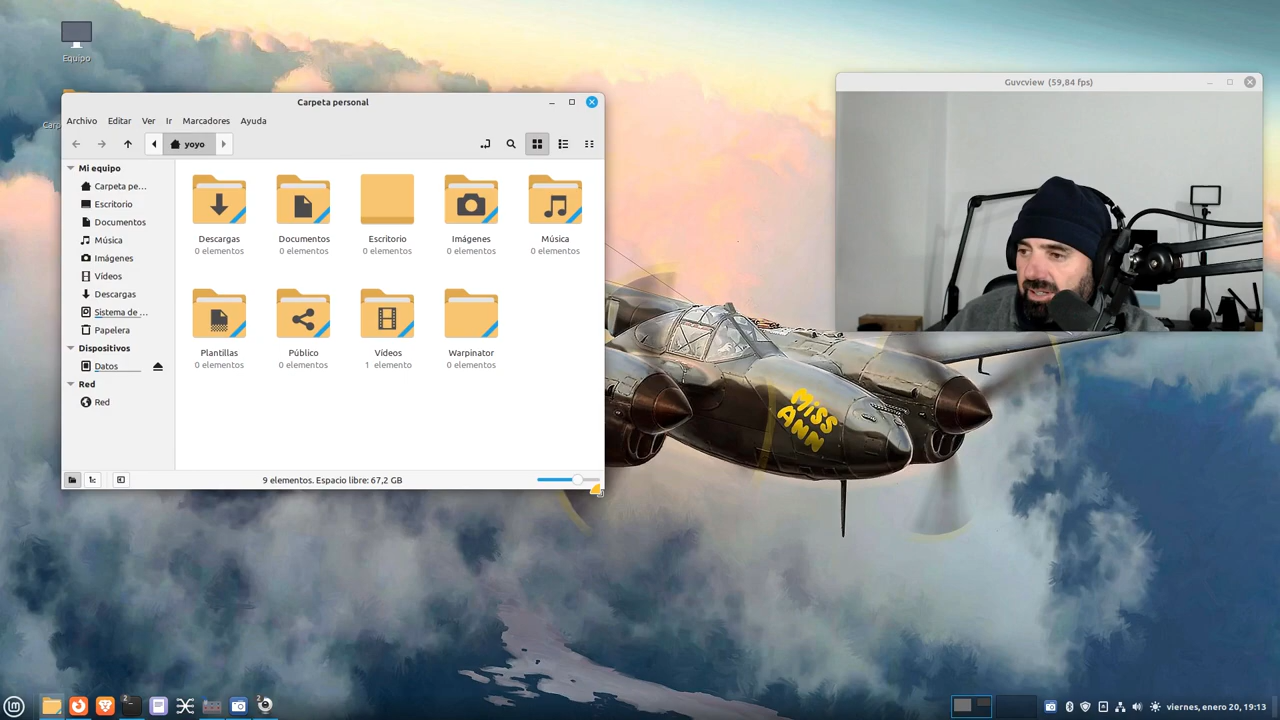 Equipo
Carpeta personal
Archivo Editar Ver Ir Marcadores Ayuda
yoyo
Mi equipo
Carpeta pe...
Escritorio
Documentos
Música
Imágenes
Vídeos
Descargas
Sistema de ...
Papelera
Dispositivos
Datos
Red
Red
Descargas
0 elementos
Documentos
0 elementos
Escritorio
0 elementos
Imágenes
0 elementos
Música
0 elementos
Plantillas
0 elementos
Público
0 elementos
Vídeos
1 elemento
Warpinator
0 elementos
9 elementos. Espacio libre: 67,2 GB
Guvcview (59,84 fps)
MISS
ANN
2
2
viernes, enero 20, 19:13